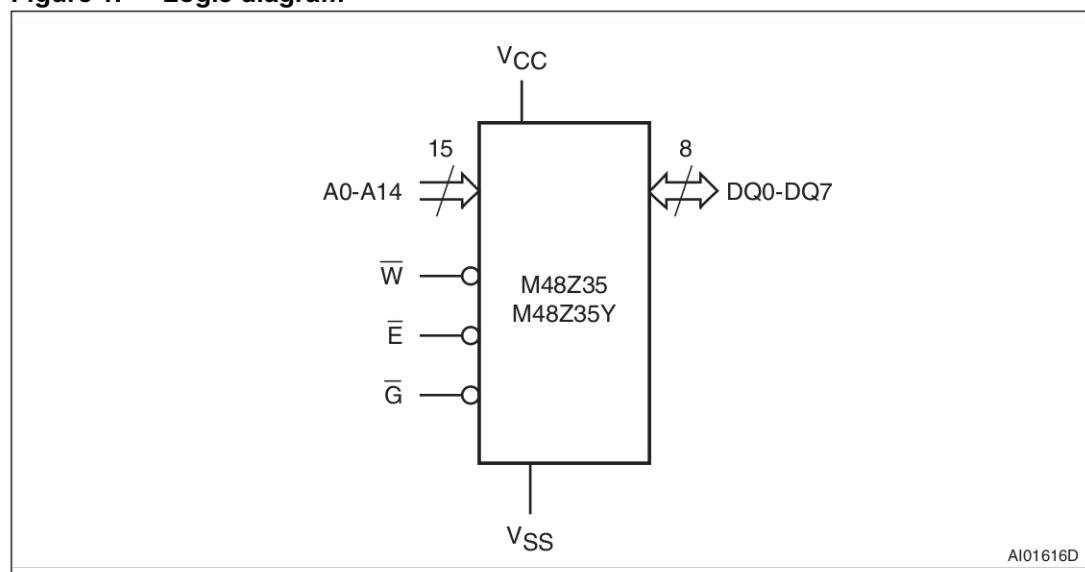 Figure 1. Logic diagram
VCC
15
8
A0-A14
DQ0-DQ7
W̅
M48Z35
M48Z35Y
E̅
G̅
VSS
AI01616D